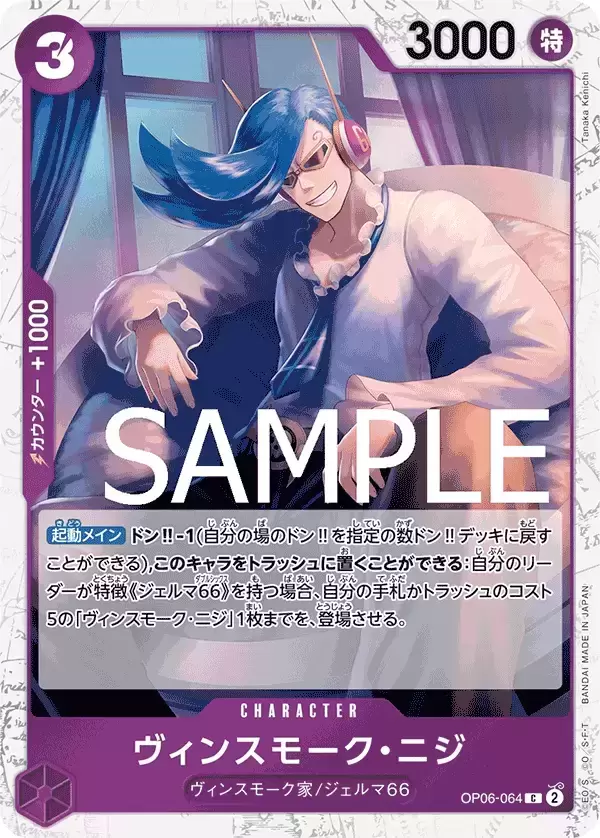 3
3000
特
Tanaka Kenichi
カウンター +1000
SAMPLE
起動メイン ドン!!-1(自分の場のドン!!を指定の数ドン!!デッキに戻す
ことができる),このキャラをトラッシュに置くことができる:自分のリー
ダーが特徴《ジェルマ66》を持つ場合、自分の手札かトラッシュのコスト
5の「ヴィンスモーク・ニジ」1枚までを、登場させる。
CHARACTER
ヴィンスモーク・ニジ
ヴィンスモーク家/ジェルマ66
OP06-064 C 2
©E.O. S.・F.T BANDAI MADE IN JAPAN